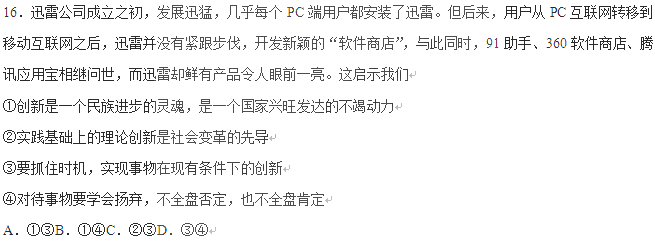 16．迅雷公司成立之初，发展迅猛，几乎每个 PC 端用户都安装了迅雷。但后来，用户从 PC 互联网转移到
移动互联网之后，迅雷并没有紧跟步伐，开发新颖的“软件商店”，与此同时，91 助手、360 软件商店、腾
讯应用宝相继问世，而迅雷却鲜有产品令人眼前一亮。这启示我们
①创新是一个民族进步的灵魂，是一个国家兴旺发达的不竭动力
②实践基础上的理论创新是社会变革的先导
③要抓住时机，实现事物在现有条件下的创新
④对待事物要学会扬弃，不全盘否定，也不全盘肯定
A．①③B．①④C．②③D．③④